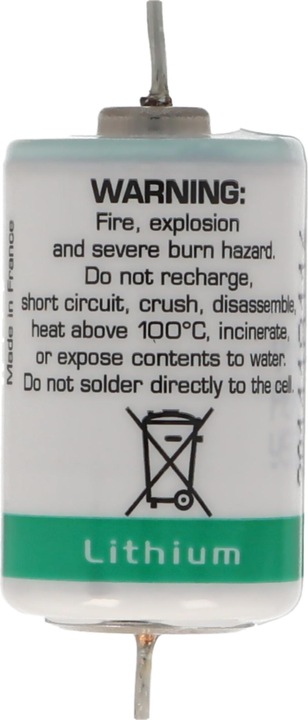 WARNING:
Fire, explosion
and severe burn hazard.
Do not recharge,
short circuit, crush, disassemble,
heat above 100°C, incinerate,
or expose contents to water.
Do not solder directly to the cell.
Lithium
Made in France